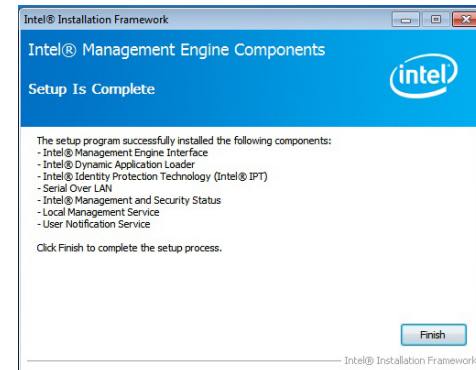 Intel® Installation Framework
Intel® Management Engine Components
Setup Is Complete
intel
The setup program successfully installed the following components:
- Intel® Management Engine Interface
- Intel® Dynamic Application Loader
- Intel® Identity Protection Technology (Intel® IPT)
- Serial Over LAN
- Intel® Management and Security Status
- Local Management Service
- User Notification Service
Click Finish to complete the setup process.
Finish
Intel® Installation Framework